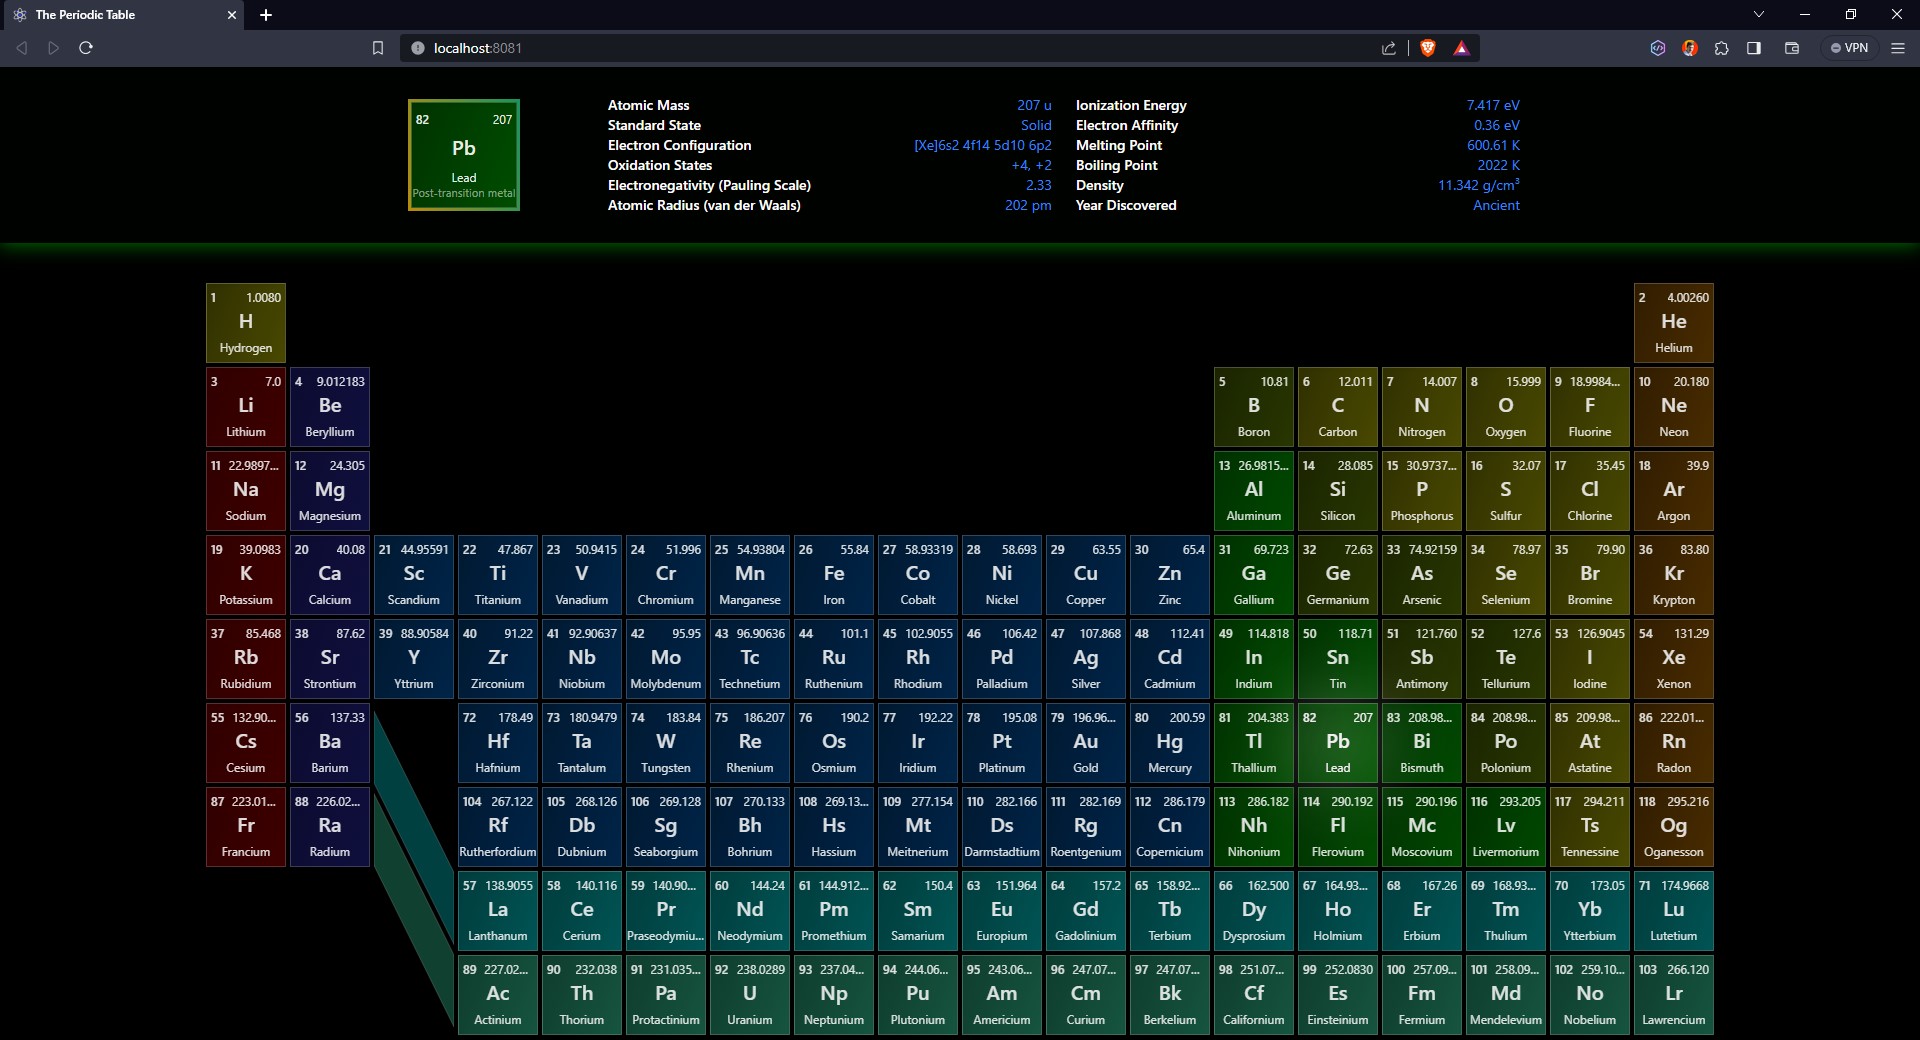 The Periodic Table
localhost:8081
VPN
82 207
Pb
Lead
Post-transition metal
Atomic Mass 207 u Ionization Energy 7.417 eV
Standard State Solid Electron Affinity 0.36 eV
Electron Configuration [Xe]6s2 4f14 5d10 6p2 Melting Point 600.61 K
Oxidation States +4, +2 Boiling Point 2022 K
Electronegativity (Pauling Scale) 2.33 Density 11.342 g/cm³
Atomic Radius (van der Waals) 202 pm Year Discovered Ancient
1 1.0080 2 4.00260
H He
Hydrogen Helium
3 7.0 4 9.012183 5 10.81 6 12.011 7 14.007 8 15.999 9 18.9984... 10 20.180
Li Be B C N O F Ne
Lithium Beryllium Boron Carbon Nitrogen Oxygen Fluorine Neon
11 22.9897... 12 24.305 13 26.9815... 14 28.085 15 30.9737... 16 32.07 17 35.45 18 39.9
Na Mg Al Si P S Cl Ar
Sodium Magnesium Aluminum Silicon Phosphorus Sulfur Chlorine Argon
19 39.0983 20 40.08 21 44.95591 22 47.867 23 50.9415 24 51.996 25 54.93804 26 55.84 27 58.93319 28 58.693 29 63.55 30 65.4 31 69.723 32 72.63 33 74.92159 34 78.97 35 79.90 36 83.80
K Ca Sc Ti V Cr Mn Fe Co Ni Cu Zn Ga Ge As Se Br Kr
Potassium Calcium Scandium Titanium Vanadium Chromium Manganese Iron Cobalt Nickel Copper Zinc Gallium Germanium Arsenic Selenium Bromine Krypton
37 85.468 38 87.62 39 88.90584 40 91.22 41 92.90637 42 95.95 43 96.90636 44 101.1 45 102.9055 46 106.42 47 107.868 48 112.41 49 114.818 50 118.71 51 121.760 52 127.6 53 126.9045 54 131.29
Rb Sr Y Zr Nb Mo Tc Ru Rh Pd Ag Cd In Sn Sb Te I Xe
Rubidium Strontium Yttrium Zirconium Niobium Molybdenum Technetium Ruthenium Rhodium Palladium Silver Cadmium Indium Tin Antimony Tellurium Iodine Xenon
55 132.90... 56 137.33 72 178.49 73 180.9479 74 183.84 75 186.207 76 190.2 77 192.22 78 195.08 79 196.96... 80 200.59 81 204.383 82 207 83 208.98... 84 208.98... 85 209.98... 86 222.01...
Cs Ba Hf Ta W Re Os Ir Pt Au Hg Tl Pb Bi Po At Rn
Cesium Barium Hafnium Tantalum Tungsten Rhenium Osmium Iridium Platinum Gold Mercury Thallium Lead Bismuth Polonium Astatine Radon
87 223.01... 88 226.02... 104 267.122 105 268.126 106 269.128 107 270.133 108 269.13... 109 277.154 110 282.166 111 282.169 112 286.179 113 286.182 114 290.192 115 290.196 116 293.205 117 294.211 118 295.216
Fr Ra Rf Db Sg Bh Hs Mt Ds Rg Cn Nh Fl Mc Lv Ts Og
Francium Radium Rutherfordium Dubnium Seaborgium Bohrium Hassium Meitnerium Darmstadtium Roentgenium Copernicium Nihonium Flerovium Moscovium Livermorium Tennessine Oganesson
57 138.9055 58 140.116 59 140.90... 60 144.24 61 144.912... 62 150.4 63 151.964 64 157.2 65 158.92... 66 162.500 67 164.93... 68 167.26 69 168.93... 70 173.05 71 174.9668
La Ce Pr Nd Pm Sm Eu Gd Tb Dy Ho Er Tm Yb Lu
Lanthanum Cerium Praseodymiu... Neodymium Promethium Samarium Europium Gadolinium Terbium Dysprosium Holmium Erbium Thulium Ytterbium Lutetium
89 227.02... 90 232.038 91 231.035... 92 238.0289 93 237.04... 94 244.06... 95 243.06... 96 247.07... 97 247.07... 98 251.07... 99 252.0830 100 257.09... 101 258.09... 102 259.10... 103 266.120
Ac Th Pa U Np Pu Am Cm Bk Cf Es Fm Md No Lr
Actinium Thorium Protactinium Uranium Neptunium Plutonium Americium Curium Berkelium Californium Einsteinium Fermium Mendelevium Nobelium Lawrencium